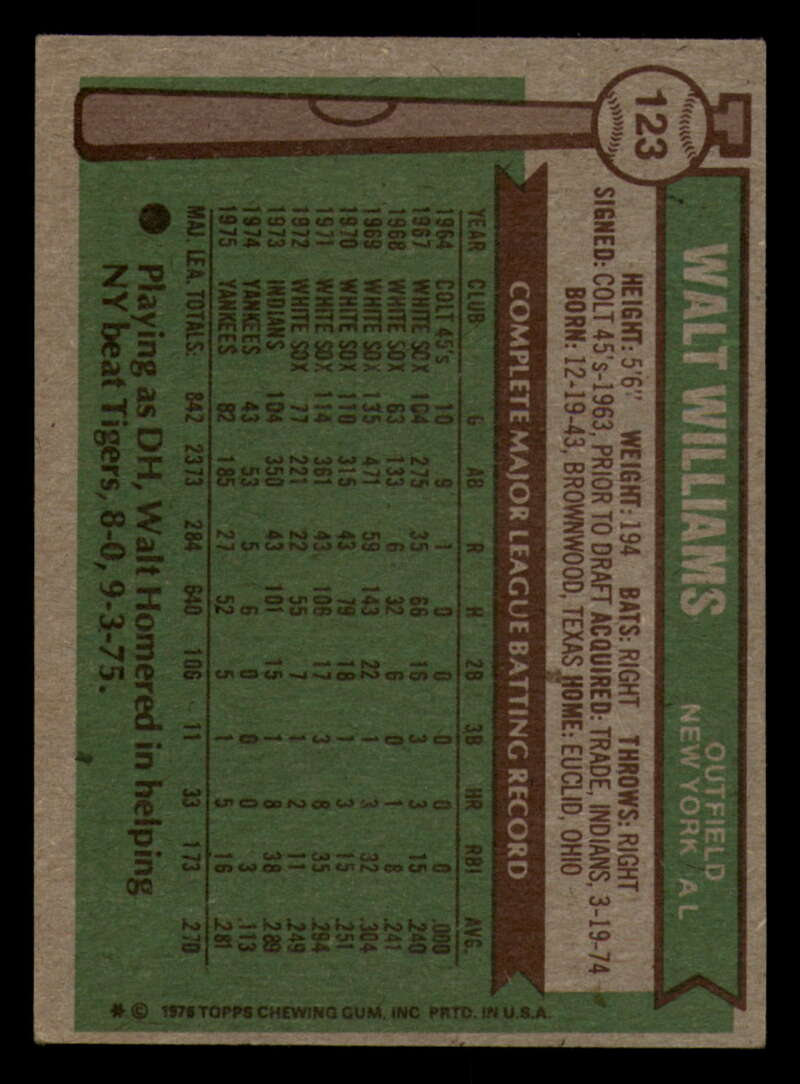 123
WALT WILLIAMS
OUTFIELD
NEW YORK / AL
HEIGHT: 5'6" WEIGHT: 194 BATS: RIGHT THROWS: RIGHT
SIGNED: COLT 45's-1963, PRIOR TO DRAFT ACQUIRED: TRADE, INDIANS, 3-19-74
BORN: 12-19-43, BROWNWOOD, TEXAS HOME: EUCLID, OHIO
COMPLETE MAJOR LEAGUE BATTING RECORD
YEAR CLUB G AB R H 2B 3B HR RBI AVG.
1964 COLT 45's 10 9 1 0 0 0 0 0 .000
1967 WHITE SOX 104 275 35 66 16 3 3 15 .240
1968 WHITE SOX 63 133 6 32 6 0 1 8 .241
1969 WHITE SOX 135 471 59 143 22 1 3 32 .304
1970 WHITE SOX 110 315 43 79 18 1 3 15 .251
1971 WHITE SOX 114 361 43 106 17 3 8 35 .294
1972 WHITE SOX 77 221 22 55 7 1 2 11 .249
1973 INDIANS 104 350 43 101 15 1 8 38 .289
1974 YANKEES 43 53 5 6 0 0 0 3 .113
1975 YANKEES 82 185 27 52 5 1 5 16 .281
MAJ. LEA. TOTALS: 842 2373 284 640 106 11 33 173 .270
Playing as DH, Walt Homered in helping
NY beat Tigers, 8-0, 9-3-75.
* © 1976 TOPPS CHEWING GUM, INC PRTD. IN U.S.A.